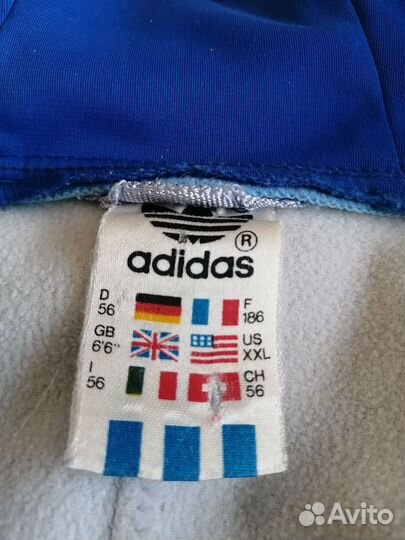 ®
adidas
D 56 F 186
GB 6'6" US XXL
I 56 CH 56
Avito